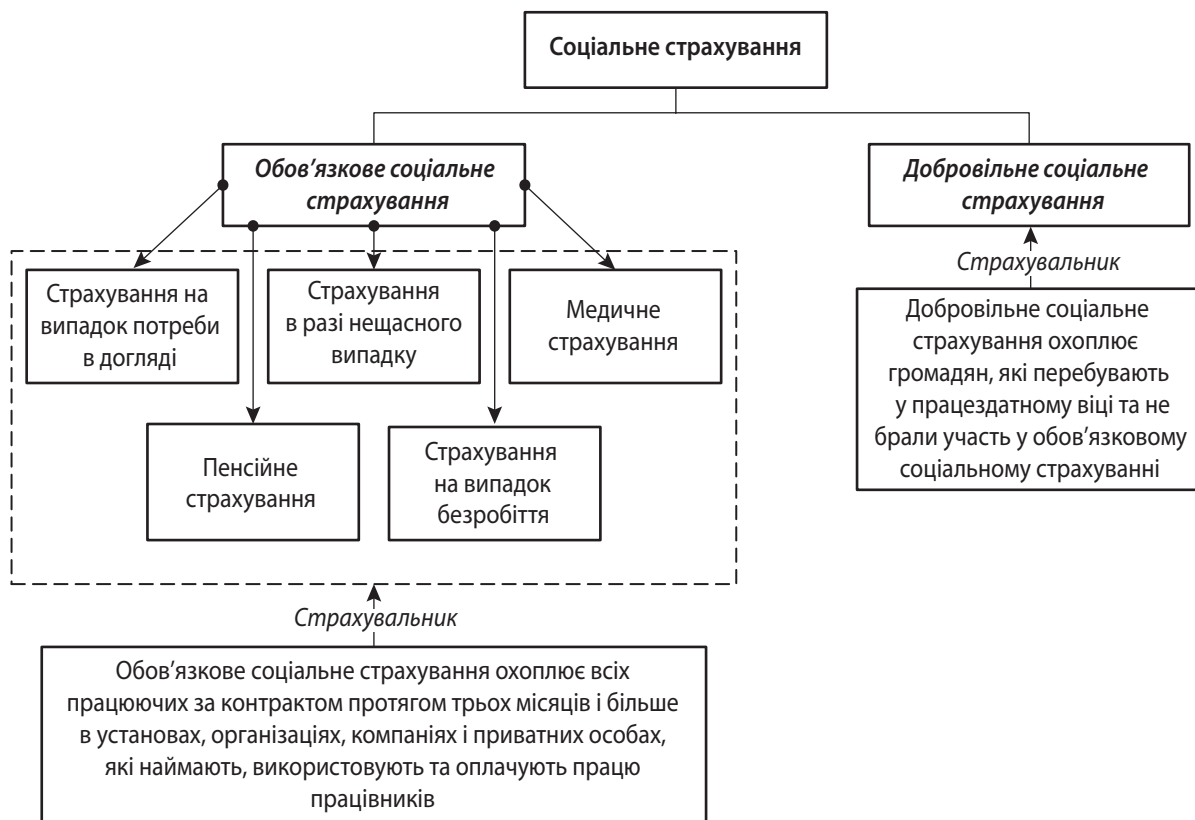 Соціальне страхування
Обов’язкове соціальне
страхування
Добровільне соціальне
страхування
Страхування на
випадок потреби
в догляді
Страхування
в разі нещасного
випадку
Медичне
страхування
Пенсійне
страхування
Страхування
на випадок
безробіття
Страхувальник
Обов’язкове соціальне страхування охоплює всіх
працюючих за контрактом протягом трьох місяців і більше
в установах, організаціях, компаніях і приватних особах,
які наймають, використовують та оплачують працю
працівників
Страхувальник
Добровільне соціальне
страхування охоплює
громадян, які перебувають
у працездатному віці та не
брали участь у обов’язковому
соціальному страхуванні